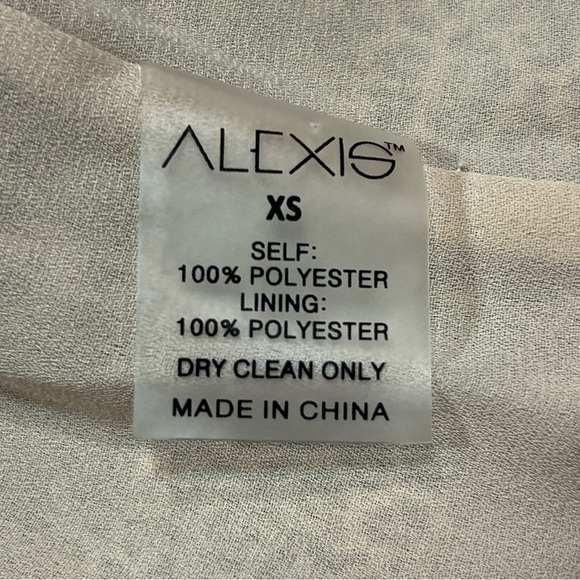 ALEXIS™
XS
SELF:
100% POLYESTER
LINING:
100% POLYESTER
DRY CLEAN ONLY
MADE IN CHINA